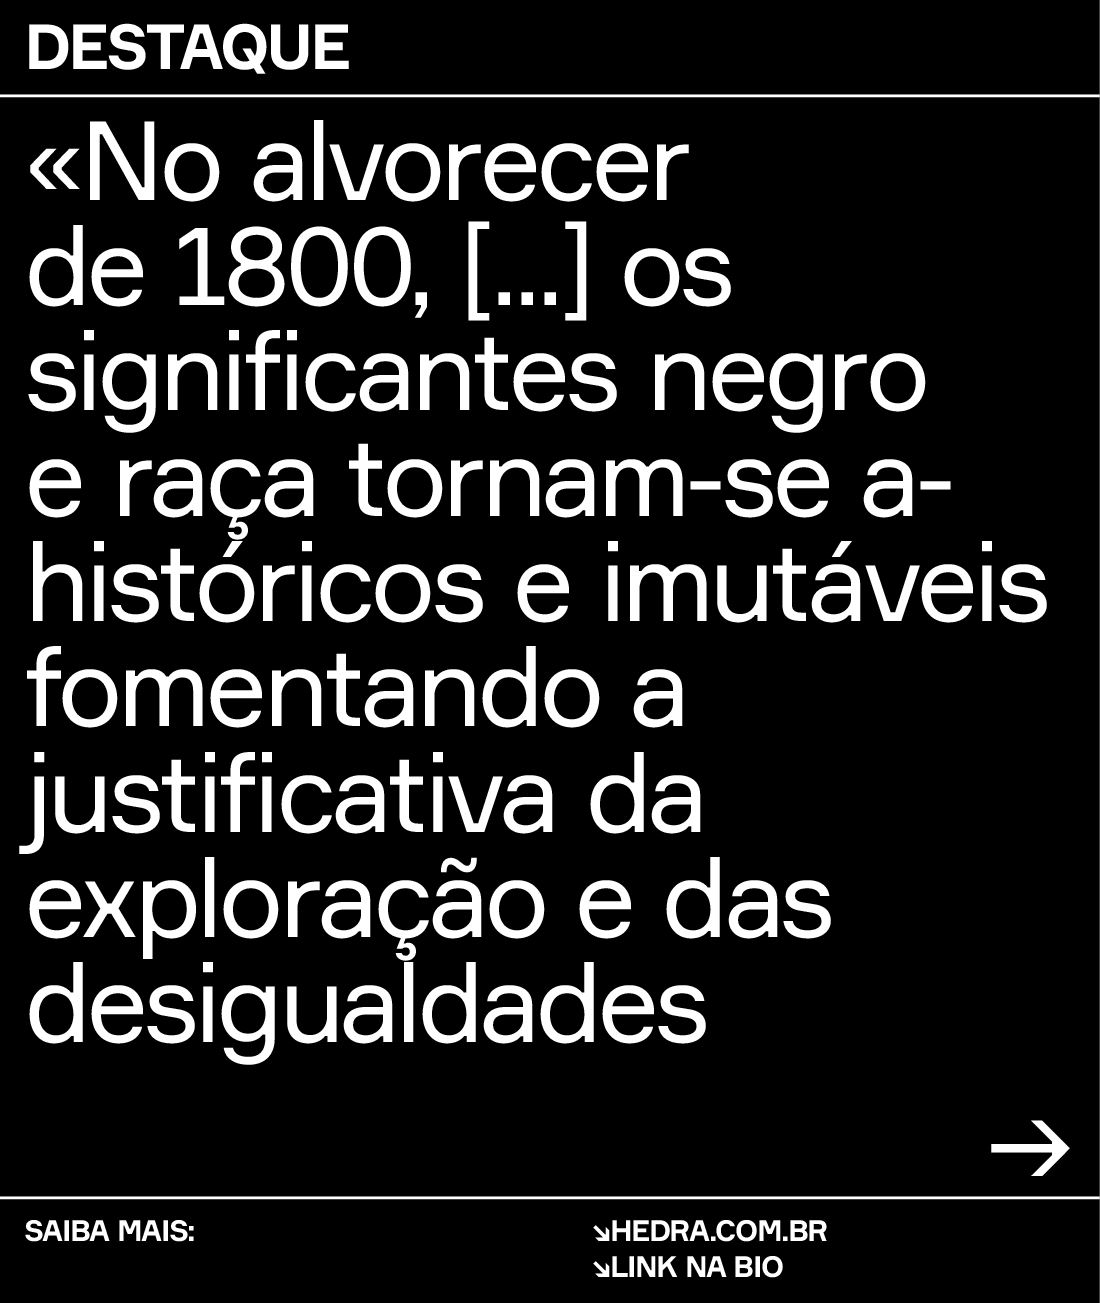 DESTAQUE
«No alvorecer
de 1800, [...] os
significantes negro
e raça tornam-se a-
históricos e imutáveis
fomentando a
justificativa da
exploração e das
desigualdades
→
SAIBA MAIS:
↘HEDRA.COM.BR
↘LINK NA BIO